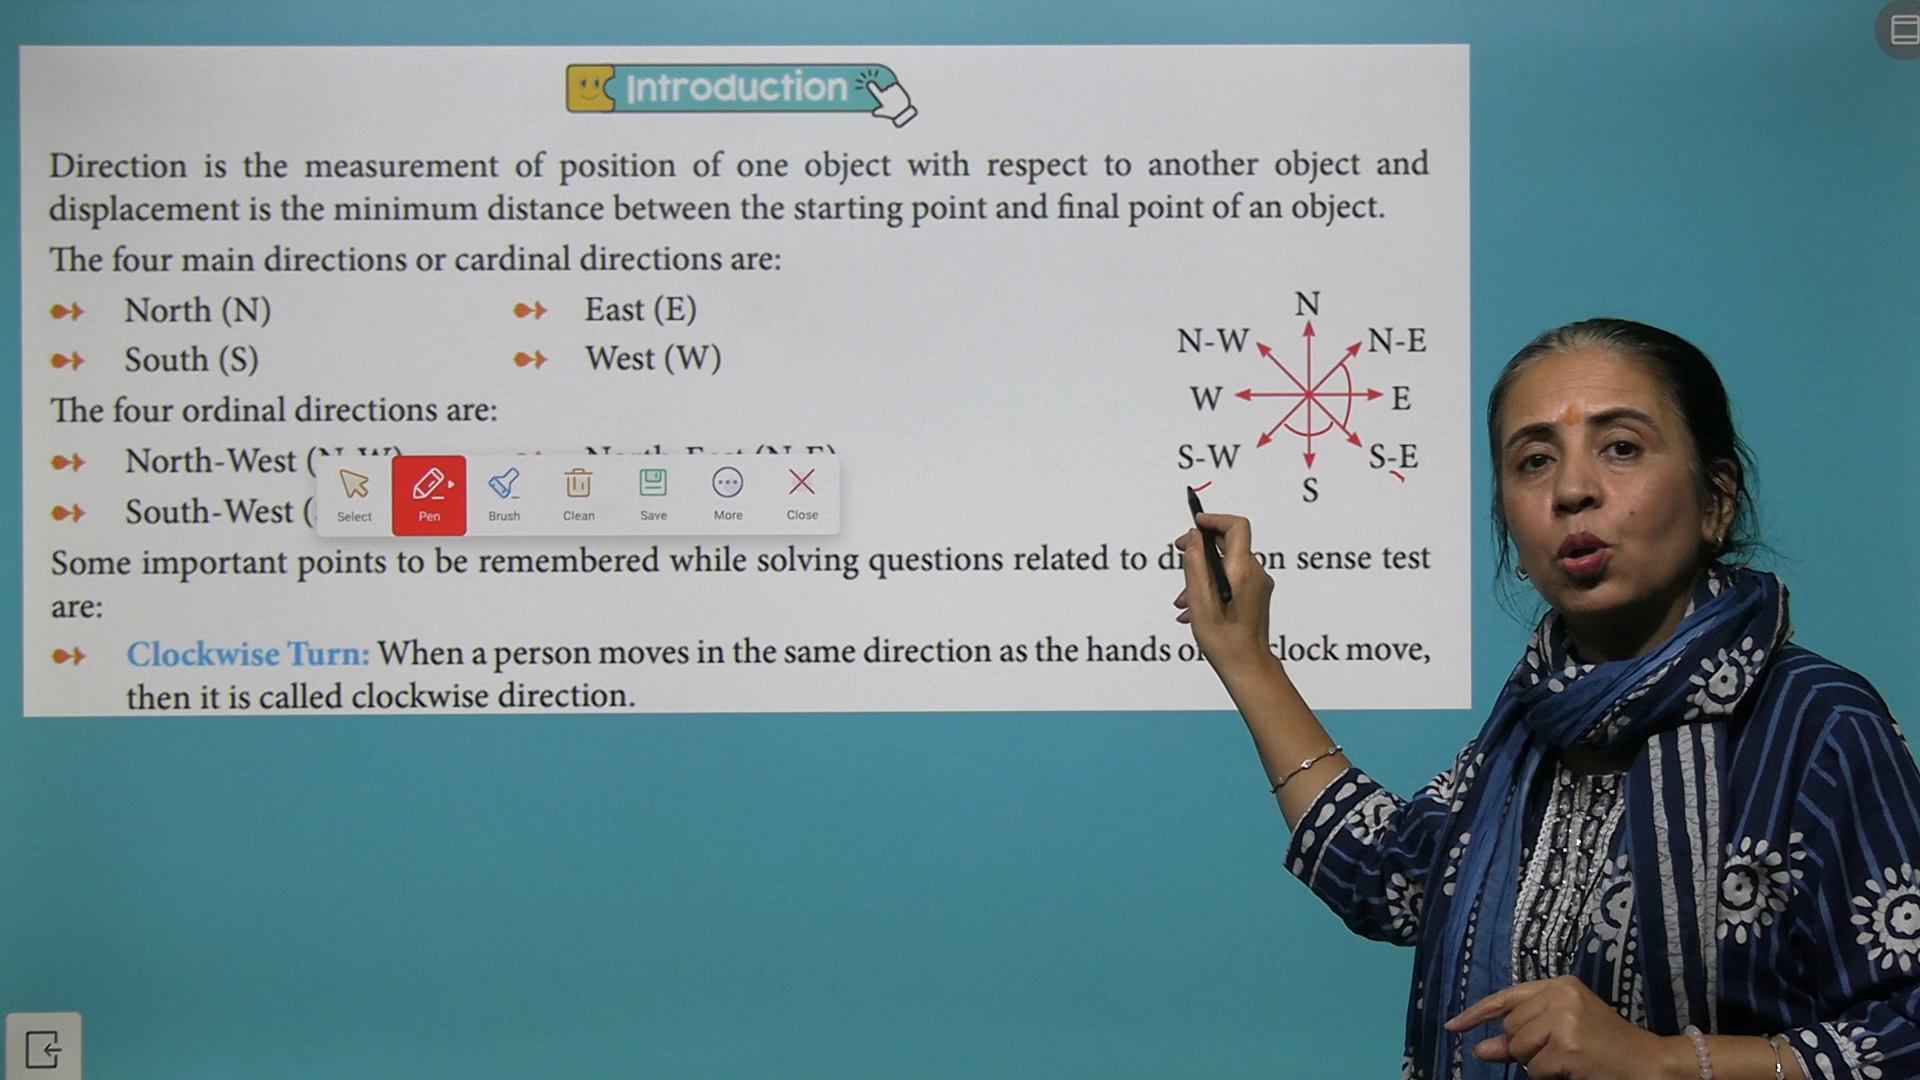 Introduction
Direction is the measurement of position of one object with respect to another object and
displacement is the minimum distance between the starting point and final point of an object.
The four main directions or cardinal directions are:
North (N) East (E)
South (S) West (W)
The four ordinal directions are:
North-West (
South-West (
N
N-W N-E
W E
S-W S-E
S
Select Pen Brush Clean Save More Close
Some important points to be remembered while solving questions related to sense test
are:
Clockwise Turn: When a person moves in the same direction as the hands move,
then it is called clockwise direction.